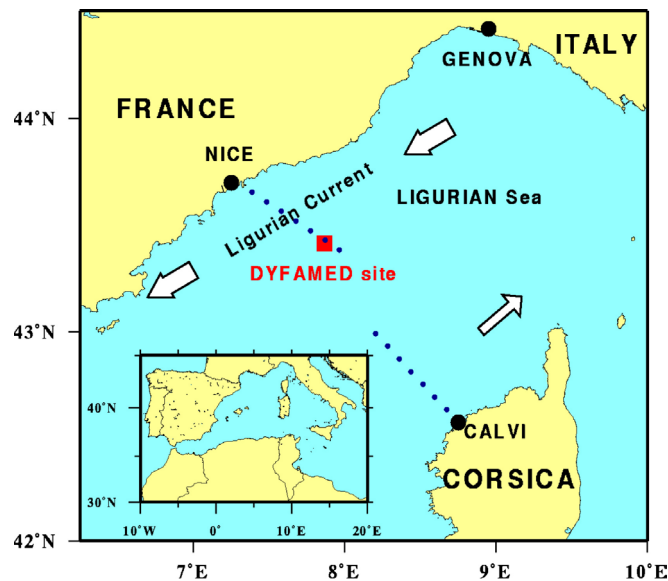 ITALY
GENOVA
FRANCE
44°N
NICE
LIGURIAN Sea
Ligurian Current
DYFAMED site
43°N
40°N
CALVI
CORSICA
30°N
10°W 0° 10°E 20°E
42°N
7°E 8°E 9°E 10°E